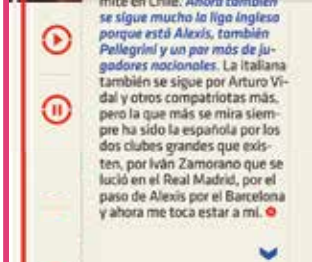 mite en Chile. Ahora también
se sigue mucho la liga inglesa
porque está Alexis, también
Pellegrini y un par más de ju-
gadores nacionales. La italiana
también se sigue por Arturo Vi-
dal y otros compatriotas más,
pero la que más se mira siem-
pre ha sido la española por los
dos clubes grandes que exis-
ten, por Iván Zamorano que se
lució en el Real Madrid, por el
paso de Alexis por el Barcelona
y ahora me toca estar a mí.